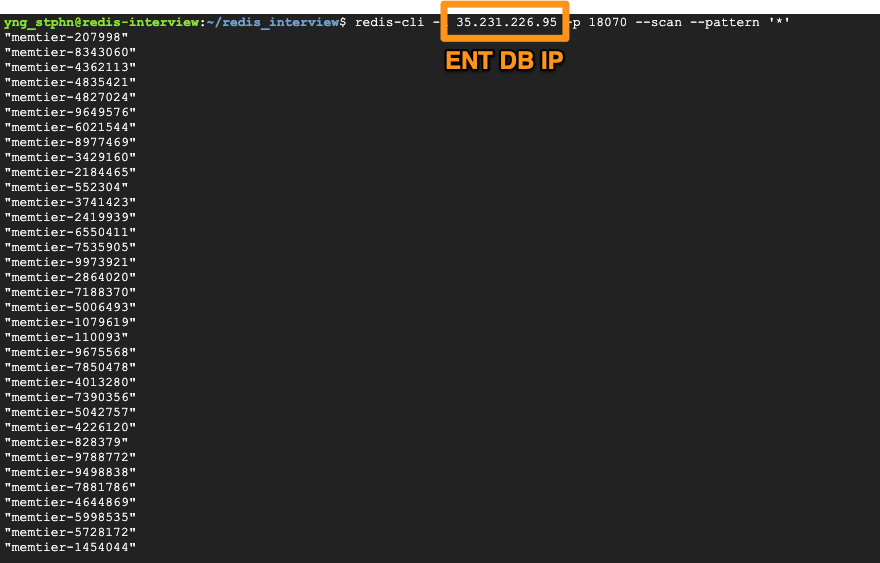 yng_stphn@redis-interview:~/redis_interview$ redis-cli - 35.231.226.95 p 18070 --scan --pattern '*'
ENT DB IP
"memtier-207998"
"memtier-8343060"
"memtier-4362113"
"memtier-4835421"
"memtier-4827024"
"memtier-9649576"
"memtier-6021544"
"memtier-8977469"
"memtier-3429160"
"memtier-2184465"
"memtier-552304"
"memtier-3741423"
"memtier-2419939"
"memtier-6550411"
"memtier-7535905"
"memtier-9973921"
"memtier-2864020"
"memtier-7188370"
"memtier-5006493"
"memtier-1079619"
"memtier-110093"
"memtier-9675568"
"memtier-7850478"
"memtier-4013280"
"memtier-7390356"
"memtier-5042757"
"memtier-4226120"
"memtier-828379"
"memtier-9788772"
"memtier-9498838"
"memtier-7881786"
"memtier-4644869"
"memtier-5998535"
"memtier-5728172"
"memtier-1454044"